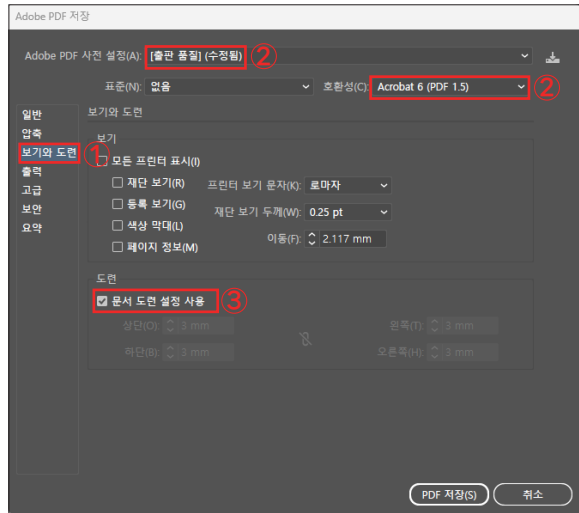 Adobe PDF 저장
Adobe PDF 사전 설정(A): [출판 품질] (수정됨) ②
표준(N): 없음 호환성(C): Acrobat 6 (PDF 1.5) ②
일반
압축
보기와 도련 ①
출력
고급
보안
요약
보기와 도련
보기
모든 프린터 표시(I)
재단 보기(R) 프린터 보기 문자(K): 로마자
등록 보기(G) 재단 보기 두께(W): 0.25 pt
색상 막대(L) 이동(F): 2.117 mm
페이지 정보(M)
도련
문서 도련 설정 사용 ③
상단(O): 3 mm 왼쪽(T): 3 mm
하단(B): 3 mm 오른쪽(H): 3 mm
PDF 저장(S) 취소